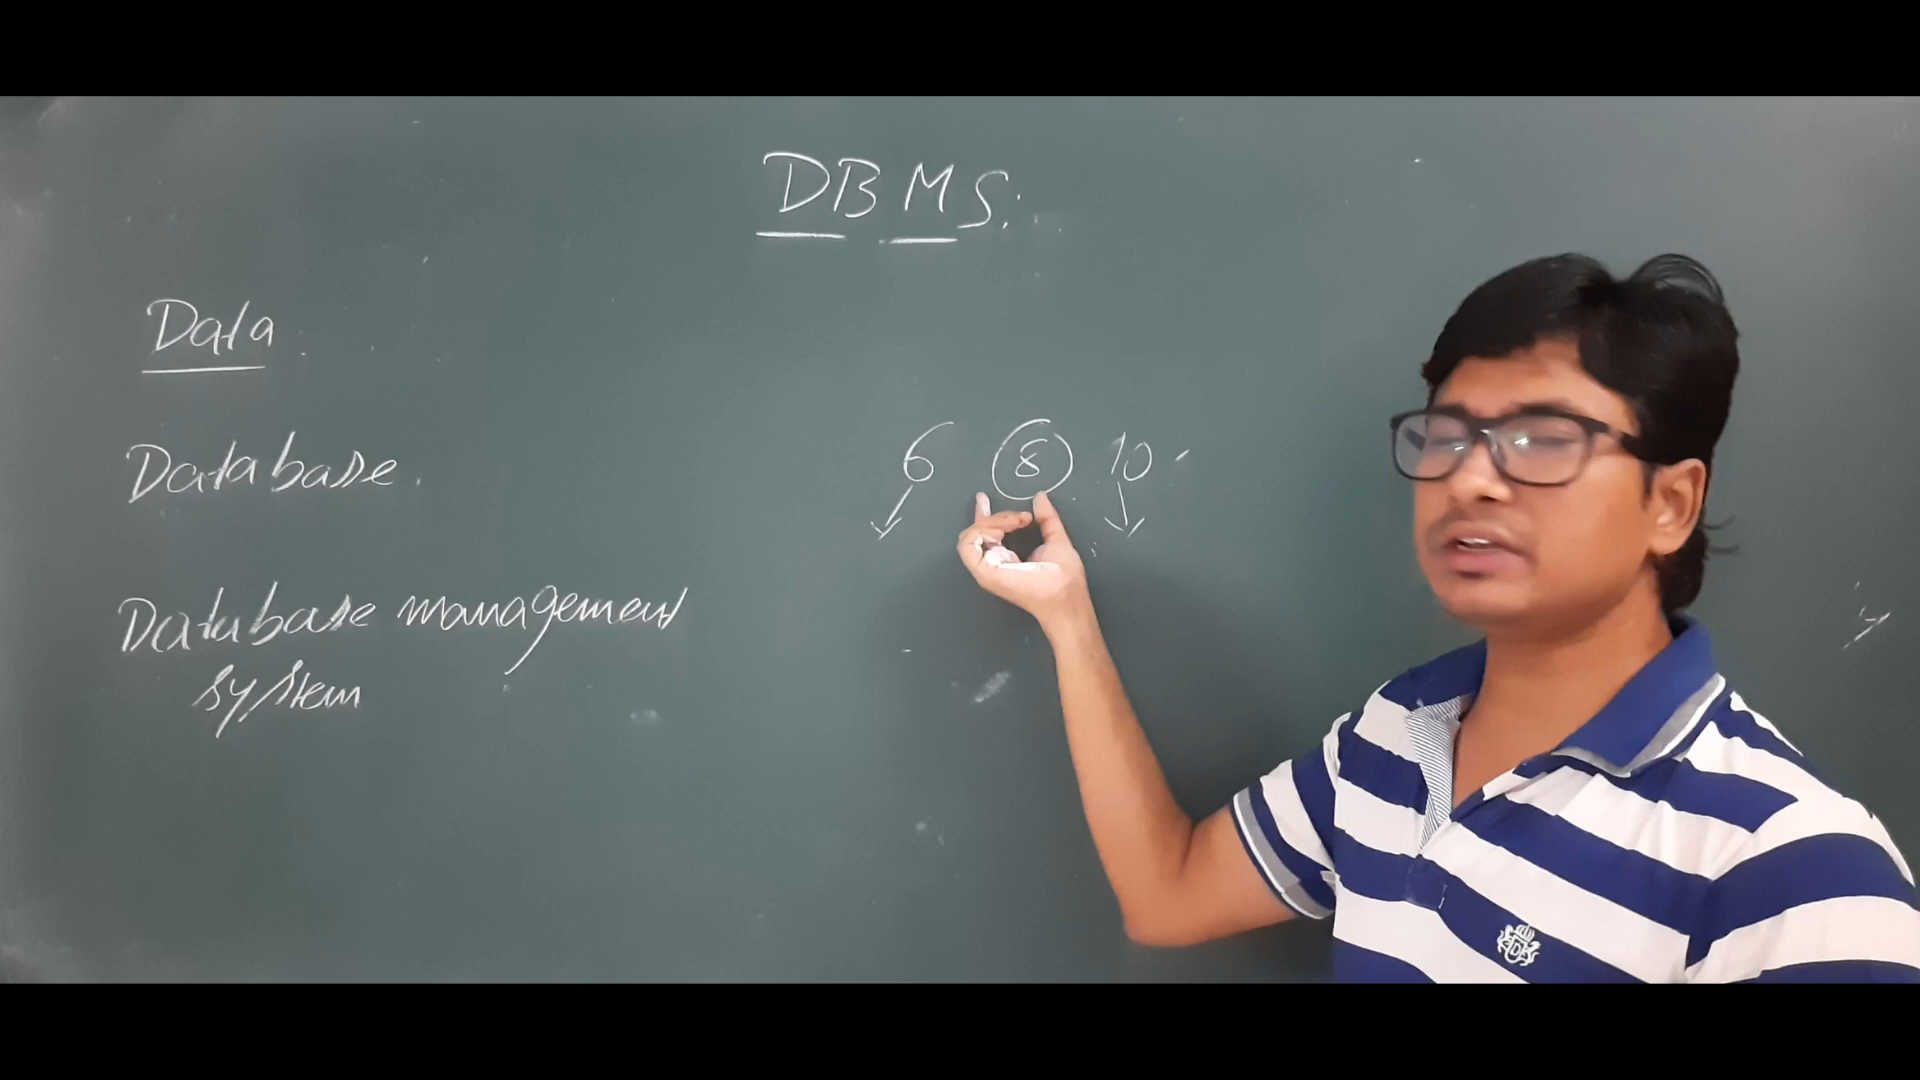 DBMS:
Data
Database.
6 8 10
Database management
system